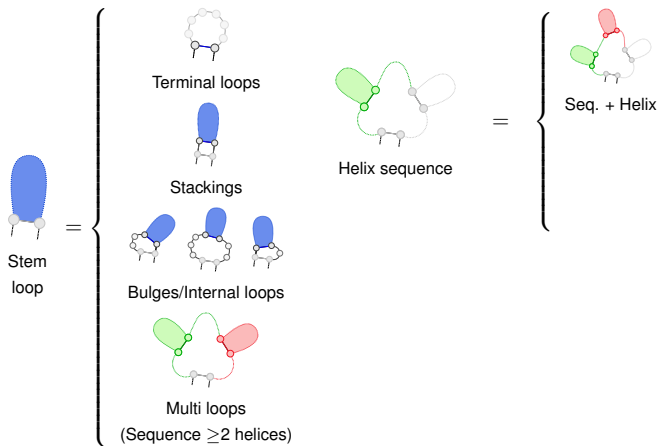 Stem
loop
=
Terminal loops
Stackings
Bulges/Internal loops
Multi loops
(Sequence ≥2 helices)
Helix sequence
=
Seq. + Helix